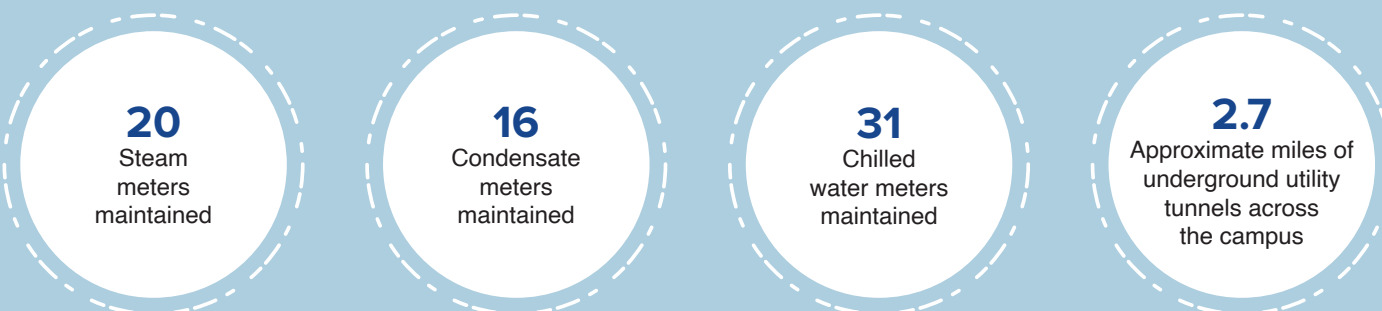 20
Steam
meters
maintained
16
Condensate
meters
maintained
31
Chilled
water meters
maintained
2.7
Approximate miles of
underground utility
tunnels across
the campus